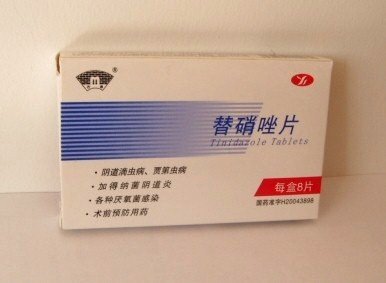 替硝唑片
Tinidazole Tablets
· 阴道滴虫病、贾第虫病
· 加得纳菌阴道炎
· 各种厌氧菌感染
· 术前预防用药
每盒8片
国药准字H20043898